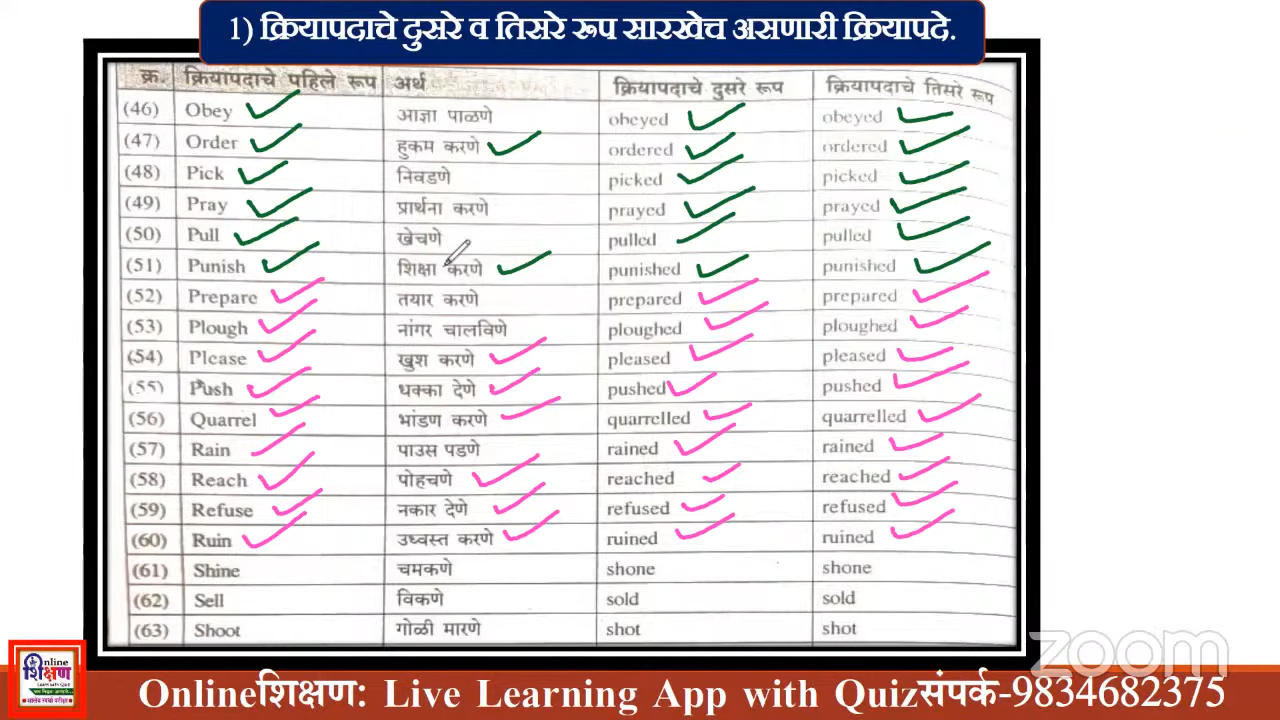 1) क्रियापदाचे दुसरे व तिसरे रूप सारखेच असणारी क्रियापदे.
क्र. क्रियापदाचे पहिले रूप अर्थ क्रियापदाचे दुसरे रूप क्रियापदाचे तिसरे रूप
(46) Obey आज्ञा पाळणे obeyed obeyed
(47) Order हुकम करणे ordered ordered
(48) Pick निवडणे picked picked
(49) Pray प्रार्थना करणे prayed prayed
(50) Pull खेचणे pulled pulled
(51) Punish शिक्षा करणे punished punished
(52) Prepare तयार करणे prepared prepared
(53) Plough नांगर चालविणे ploughed ploughed
(54) Please खुश करणे pleased pleased
(55) Push धक्का देणे pushed pushed
(56) Quarrel भांडण करणे quarrelled quarrelled
(57) Rain पाउस पडणे rained rained
(58) Reach पोहचणे reached reached
(59) Refuse नकार देणे refused refused
(60) Ruin उध्वस्त करणे ruined ruined
(61) Shine चमकणे shone shone
(62) Sell विकणे sold sold
(63) Shoot गोळी मारणे shot shot
zoom
Online
शिक्षण
Onlineशिक्षण: Live Learning App with Quizसंपर्क-9834682375